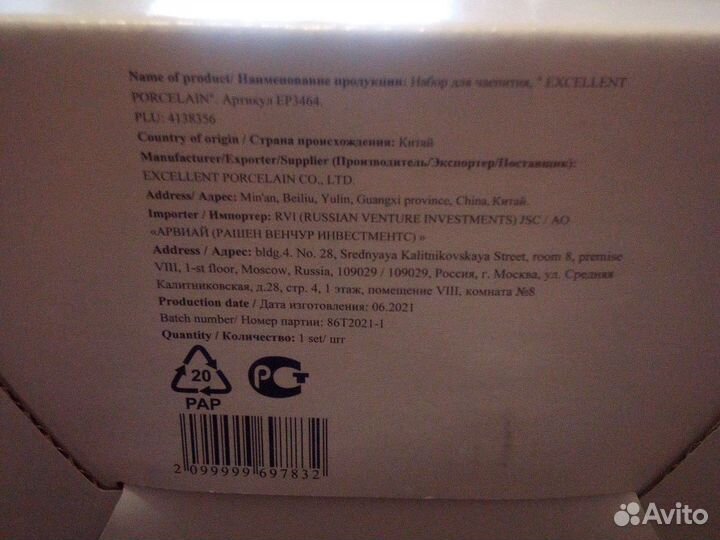 Name of product/ Наименование продукции: Набор для чаепития, " EXCELLENT
PORCELAIN". Артикул EP3464.
PLU: 4138356
Country of origin / Страна происхождения: Китай
Manufacturer/Exporter/Supplier (Производитель/Экспортер/Поставщик):
EXCELLENT PORCELAIN CO., LTD.
Address/ Адрес: Min'an, Beiliu, Yulin, Guangxi province, China, Китай.
Importer / Импортер: RVI (RUSSIAN VENTURE INVESTMENTS) JSC / АО
«АРВИАЙ (РАШЕН ВЕНЧУР ИНВЕСТМЕНТС) »
Address / Адрес: bldg.4. No. 28, Srednyaya Kalitnikovskaya Street, room 8, premise
VIII, 1-st floor, Moscow, Russia, 109029 / 109029, Россия, г. Москва, ул. Средняя
Калитниковская, д.28, стр. 4, 1 этаж, помещение VIII, комната №8
Production date / Дата изготовления: 06.2021
Batch number/ Номер партии: 86T2021-1
Quantity / Количество: 1 set/ шт
20
PAP
РСТ
2 099999 697832
Avito